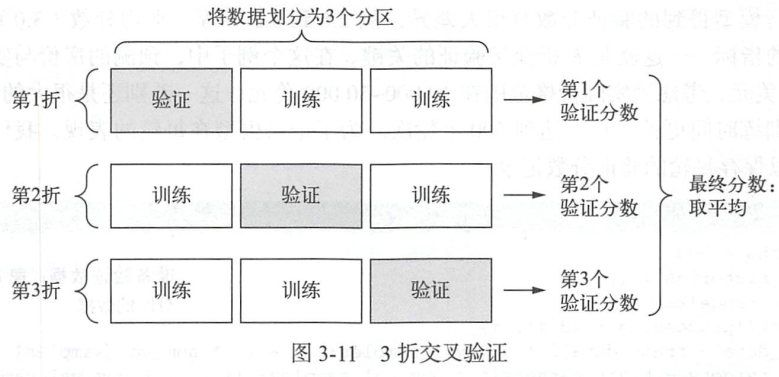 将数据划分为3个分区
第1折
验证
训练
训练
第1个
验证分数
第2折
训练
验证
训练
第2个
验证分数
最终分数：
取平均
第3折
训练
训练
验证
第3个
验证分数
图 3-11 3 折交叉验证